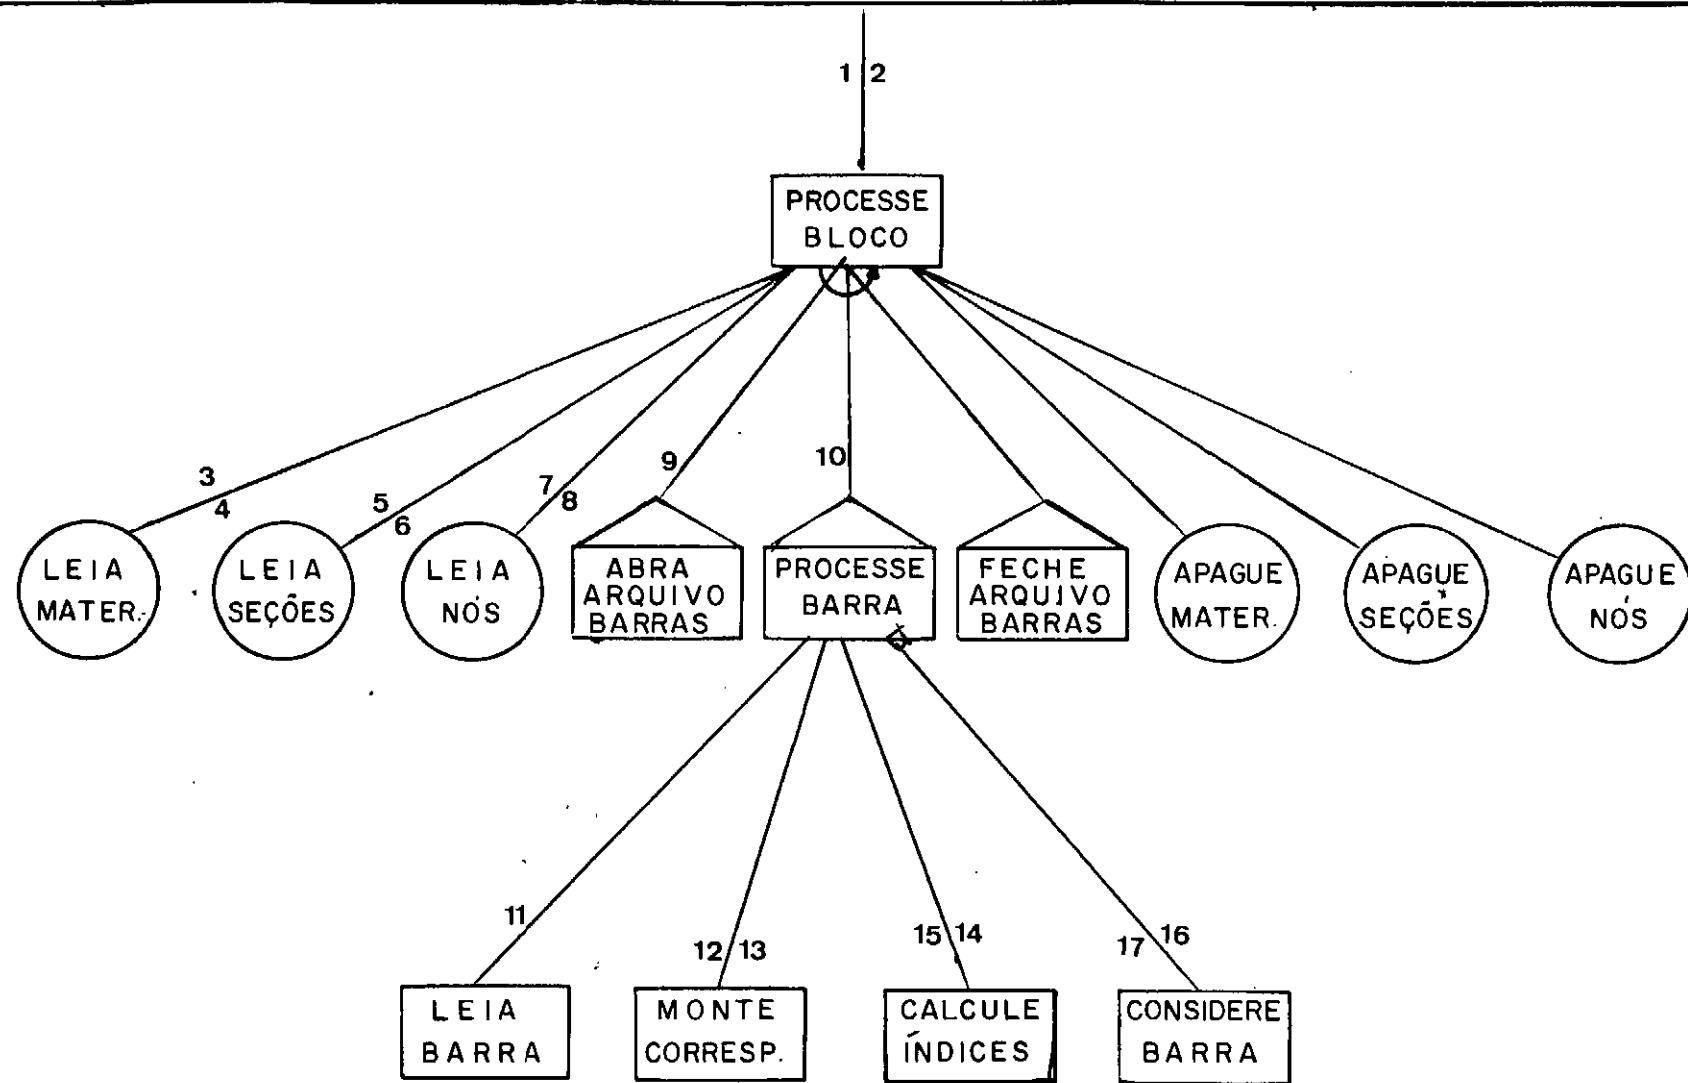 1 2
PROCESSE
BLOCO
3
4
5
6
7
8
9
10
LEIA
MATER.
LEIA
SEÇÕES
LEIA
NÓS
ABRA
ARQUIVO
BARRAS
PROCESSE
BARRA
FECHE
ARQUIVO
BARRAS
APAGUE
MATER.
APAGUE
SEÇÕES
APAGUE
NÓS
11
12 13
15 14
17 16
LEIA
BARRA
MONTE
CORRESP.
CALCULE
ÍNDICES
CONSIDERE
BARRA